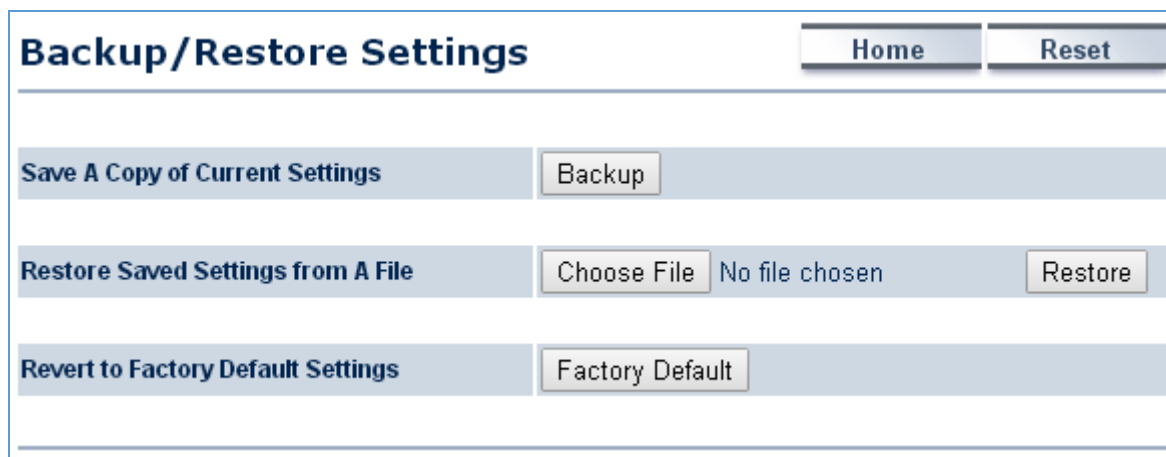 Backup/Restore Settings Home Reset
Save A Copy of Current Settings Backup
Restore Saved Settings from A File Choose File No file chosen Restore
Revert to Factory Default Settings Factory Default